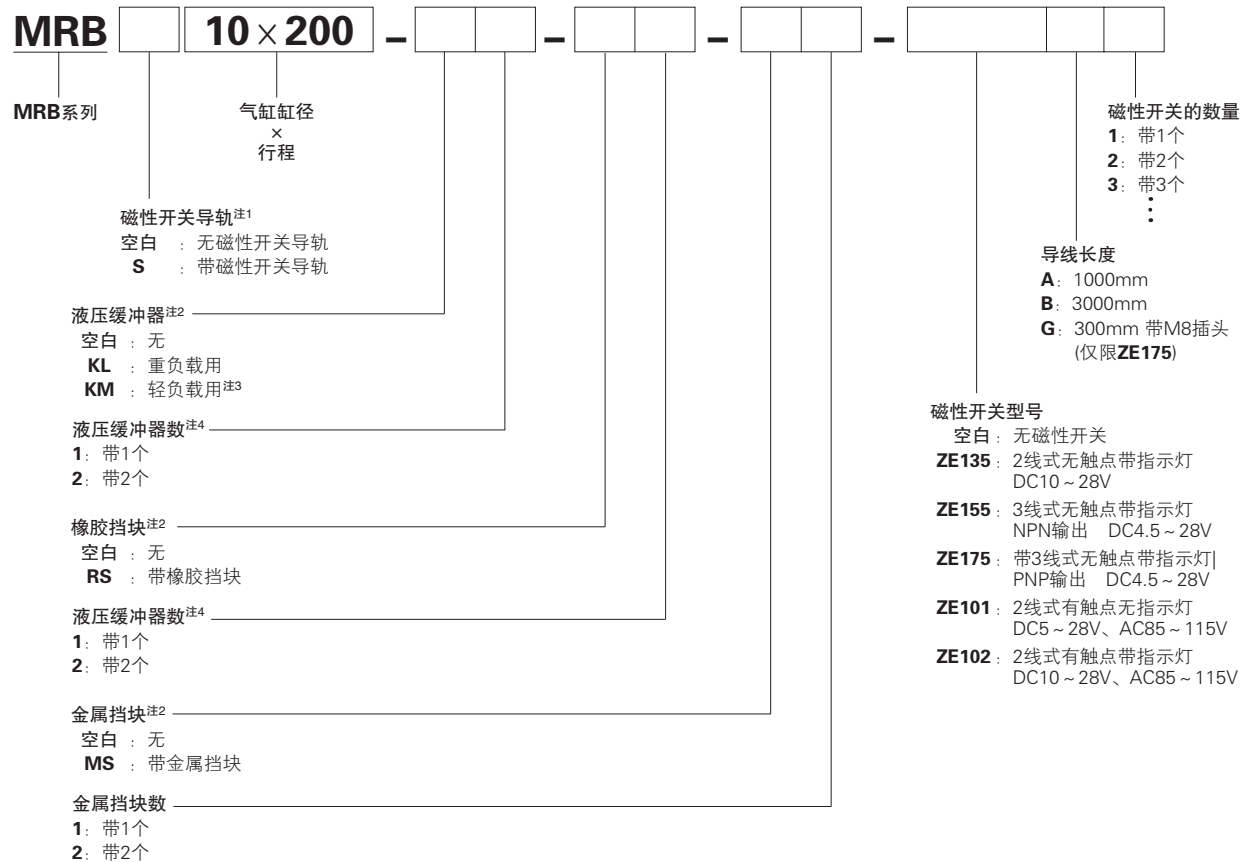 MRB 10×200 – – – –
MRB系列
气缸缸径
×
行程
磁性开关的数量
1：带1个
2：带2个
3：带3个
⋮
磁性开关导轨注1
空白 ：无磁性开关导轨
S ：带磁性开关导轨
导线长度
A：1000mm
B：3000mm
G：300mm 带M8插头
(仅限ZE175)
液压缓冲器注2
空白：无
KL ：重负载用
KM ：轻负载用注3
液压缓冲器数注4
1：带1个
2：带2个
橡胶挡块注2
空白：无
RS ：带橡胶挡块
液压缓冲器数注4
1：带1个
2：带2个
金属挡块注2
空白：无
MS ：带金属挡块
金属挡块数
1：带1个
2：带2个
磁性开关型号
空白：无磁性开关
ZE135：2线式无触点带指示灯
DC10~28V
ZE155：3线式无触点带指示灯
NPN输出 DC4.5~28V
ZE175：带3线式无触点带指示灯|
PNP输出 DC4.5~28V
ZE101：2线式有触点无指示灯
DC5~28V、AC85~115V
ZE102：2线式有触点带指示灯
DC10~28V、AC85~115V